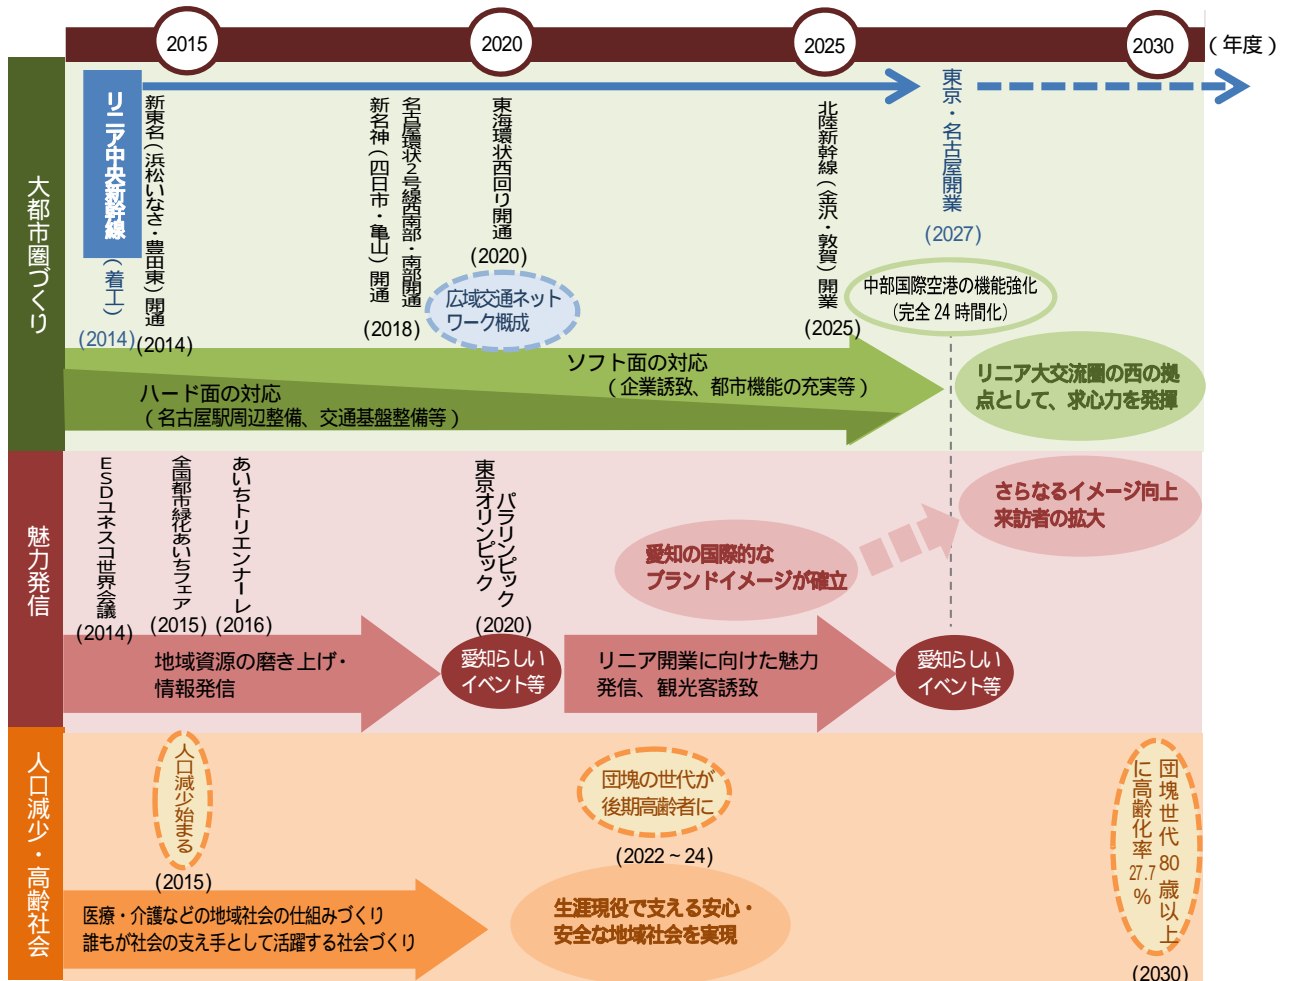 2015
2020
2025
2030
（年度）
大都市圏づくり
リニア中央新幹線
（着工）
(2014)
新東名（浜松いなさ・豊田東）開通
(2014)
新名神（四日市・亀山）開通
名古屋環状２号線西南部・南部開通
(2018)
東海環状西回り開通
(2020)
広域交通ネット
ワーク概成
北陸新幹線（金沢・敦賀）開業
(2025)
東京・名古屋開業
(2027)
中部国際空港の機能強化
（完全 24 時間化）
ソフト面の対応
（企業誘致、都市機能の充実等）
ハード面の対応
（名古屋駅周辺整備、交通基盤整備等）
リニア大交流圏の西の拠
点として、求心力を発揮
魅力発信
ＥＳＤユネスコ世界会議
(2014)
全国都市緑化あいちフェア
(2015)
あいちトリエンナーレ
(2016)
東京オリンピック
パラリンピック
(2020)
愛知の国際的な
ブランドイメージが確立
さらなるイメージ向上
来訪者の拡大
地域資源の磨き上げ・
情報発信
愛知らしい
イベント等
リニア開業に向けた魅力
発信、観光客誘致
愛知らしい
イベント等
人口減少・高齢社会
人口減少始まる
(2015)
団塊の世代が
後期高齢者に
(2022～24)
団塊世代 80 歳以上
に高齢化率 27.7 %
(2030)
医療・介護などの地域社会の仕組みづくり
誰もが社会の支え手として活躍する社会づくり
生涯現役で支える安心・
安全な地域社会を実現